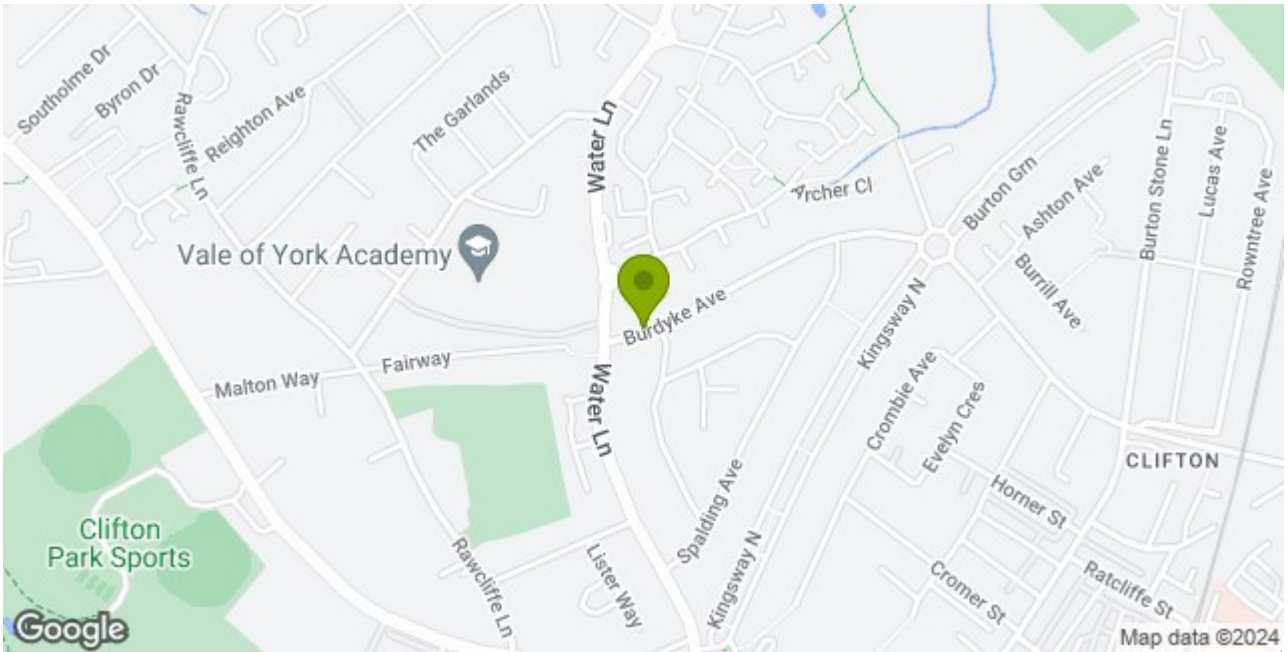 Southolme Dr
Byron Dr
Reighton Ave
Rawcliffe Ln
The Garlands
Water Ln
Archer Cl
Burton Grn
Ashton Ave
Burrill Ave
Burton Stone Ln
Lucas Ave
Rowntree Ave
Vale of York Academy
Burdyke Ave
Kingsway N
Malton Way
Fairway
Water Ln
Crombie Ave
Evelyn Cres
CLIFTON
Spalding Ave
Horner St
Clifton
Park Sports
Rawcliffe Ln
Lister Way
Kingsway N
Cromer St
Ratcliffe St
Google
Map data ©2024